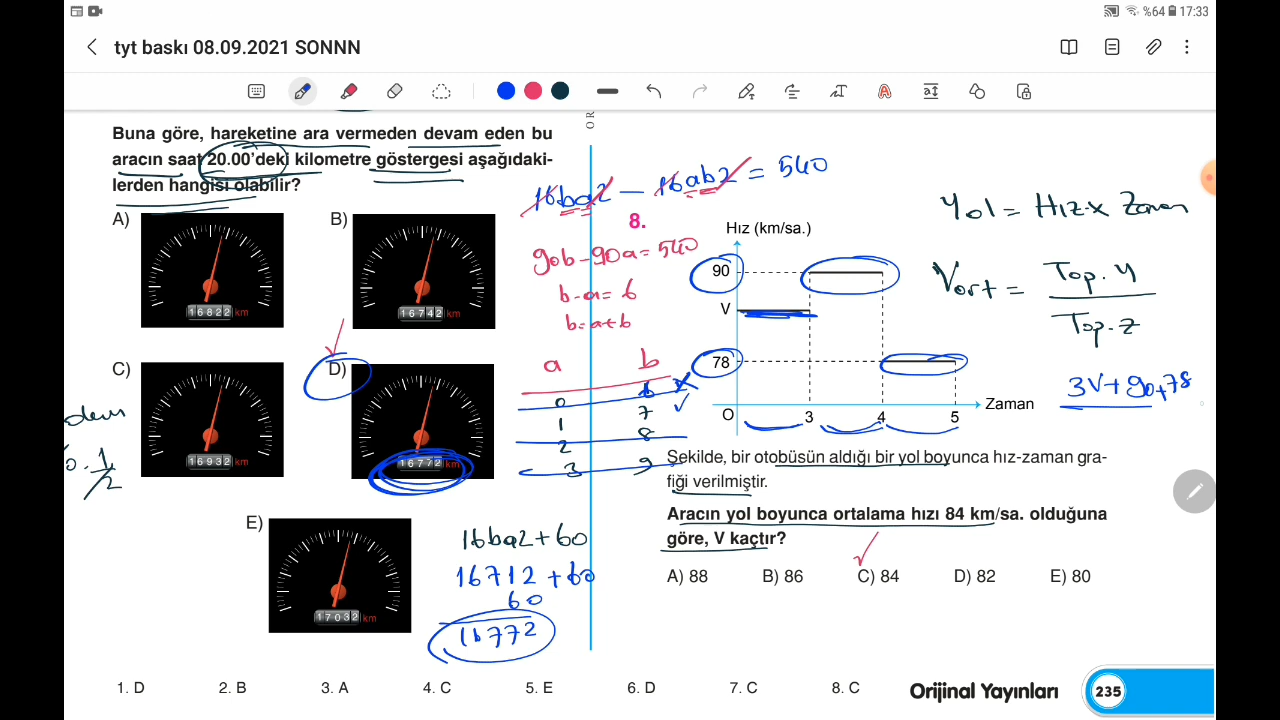 %64 17:33
tyt baskı 08.09.2021 SONNN
Buna göre, hareketine ara vermeden devam eden bu
aracın saat 20.00'deki kilometre göstergesi aşağıdaki-
lerden hangisi olabilir?
A)
16822 km
B)
16742 km
C)
16932 km
D)
16772 km
E)
17032 km
16ba2 + 60
16712 + 60
60
16772
16ba2 - 16ab2 = 540
90b - 90a = 540
b - a = 6
b = a + 6
a b
0 6
1 7
2 8
3 9
8.
Hız (km/sa.)
90
V
78
O 3 4 5 Zaman
Yol = Hız x Zaman
Vort = Top. Y
Top. Z
3V + 90 + 78
Şekilde, bir otobüsün aldığı bir yol boyunca hız-zaman gra-
fiği verilmiştir.
Aracın yol boyunca ortalama hızı 84 km/sa. olduğuna
göre, V kaçtır?
A) 88 B) 86 C) 84 D) 82 E) 80
1. D 2. B 3. A 4. C 5. E 6. D 7. C 8. C
Orijinal Yayınları 235